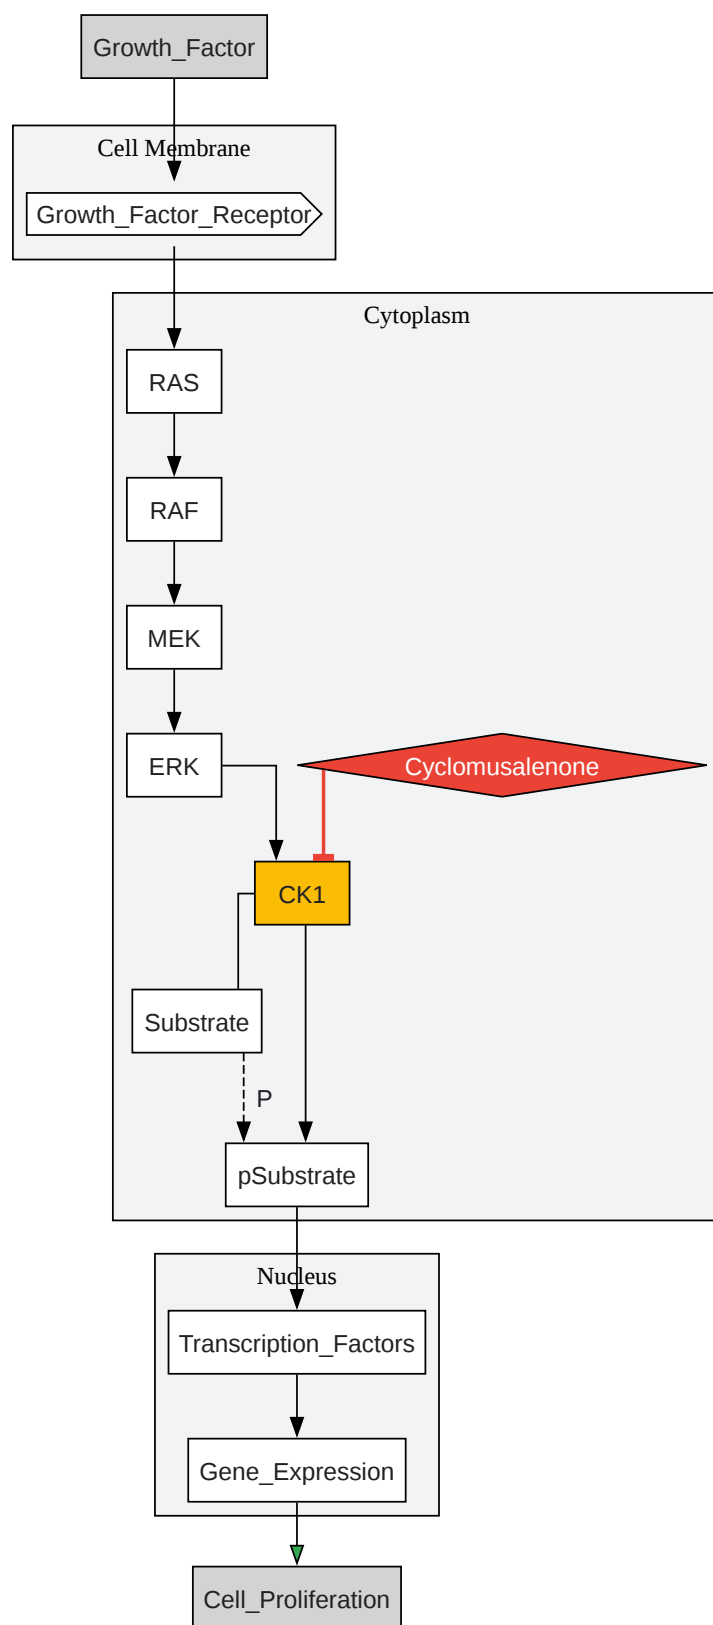 Growth_Factor
Cell Membrane
Growth_Factor_Receptor
Cytoplasm
RAS
RAF
MEK
ERK
Cyclomusalenone
CK1
Substrate
P
pSubstrate
Nucleus
Transcription_Factors
Gene_Expression
Cell_Proliferation